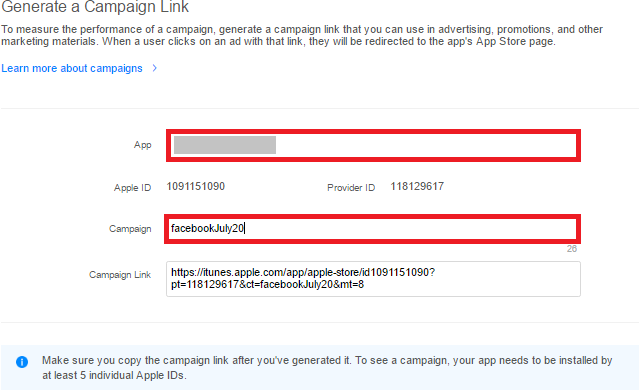 Generate a Campaign Link
To measure the performance of a campaign, generate a campaign link that you can use in advertising, promotions, and other
marketing materials. When a user clicks on an ad with that link, they will be redirected to the app's App Store page.
Learn more about campaigns >
App
Apple ID 1091151090 Provider ID 118129617
Campaign facebookJuly20
26
Campaign Link https://itunes.apple.com/app/apple-store/id1091151090?
pt=118129617&ct=facebookJuly20&mt=8
Make sure you copy the campaign link after you've generated it. To see a campaign, your app needs to be installed by
at least 5 individual Apple IDs.